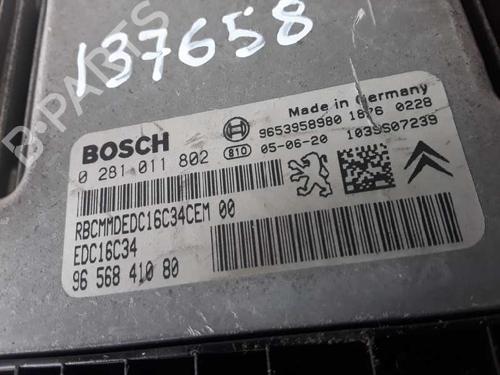 137658
B-PARTS
Made in Germany
BOSCH
9653958980 1876 0228
0 281 011 802
810
05-06-20
1039S07239
RBCMMDEDC16C34CEM 00
EDC16C34
96 568 410 80